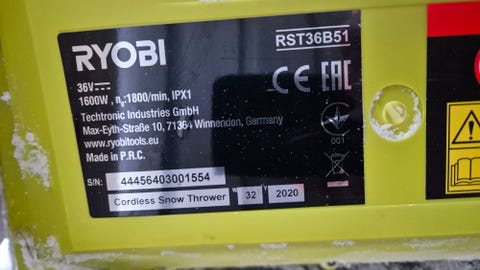 RYOBI
RST36B51
36V
1600W , n₀:1800/min, IPX1
Techtronic Industries GmbH
Max-Eyth-Straße 10, 71364 Winnenden, Germany
www.ryobitools.eu
Made in P.R.C.
CE EAC
001
S/N: 44456403001554
Cordless Snow Thrower W 32 Y 2020